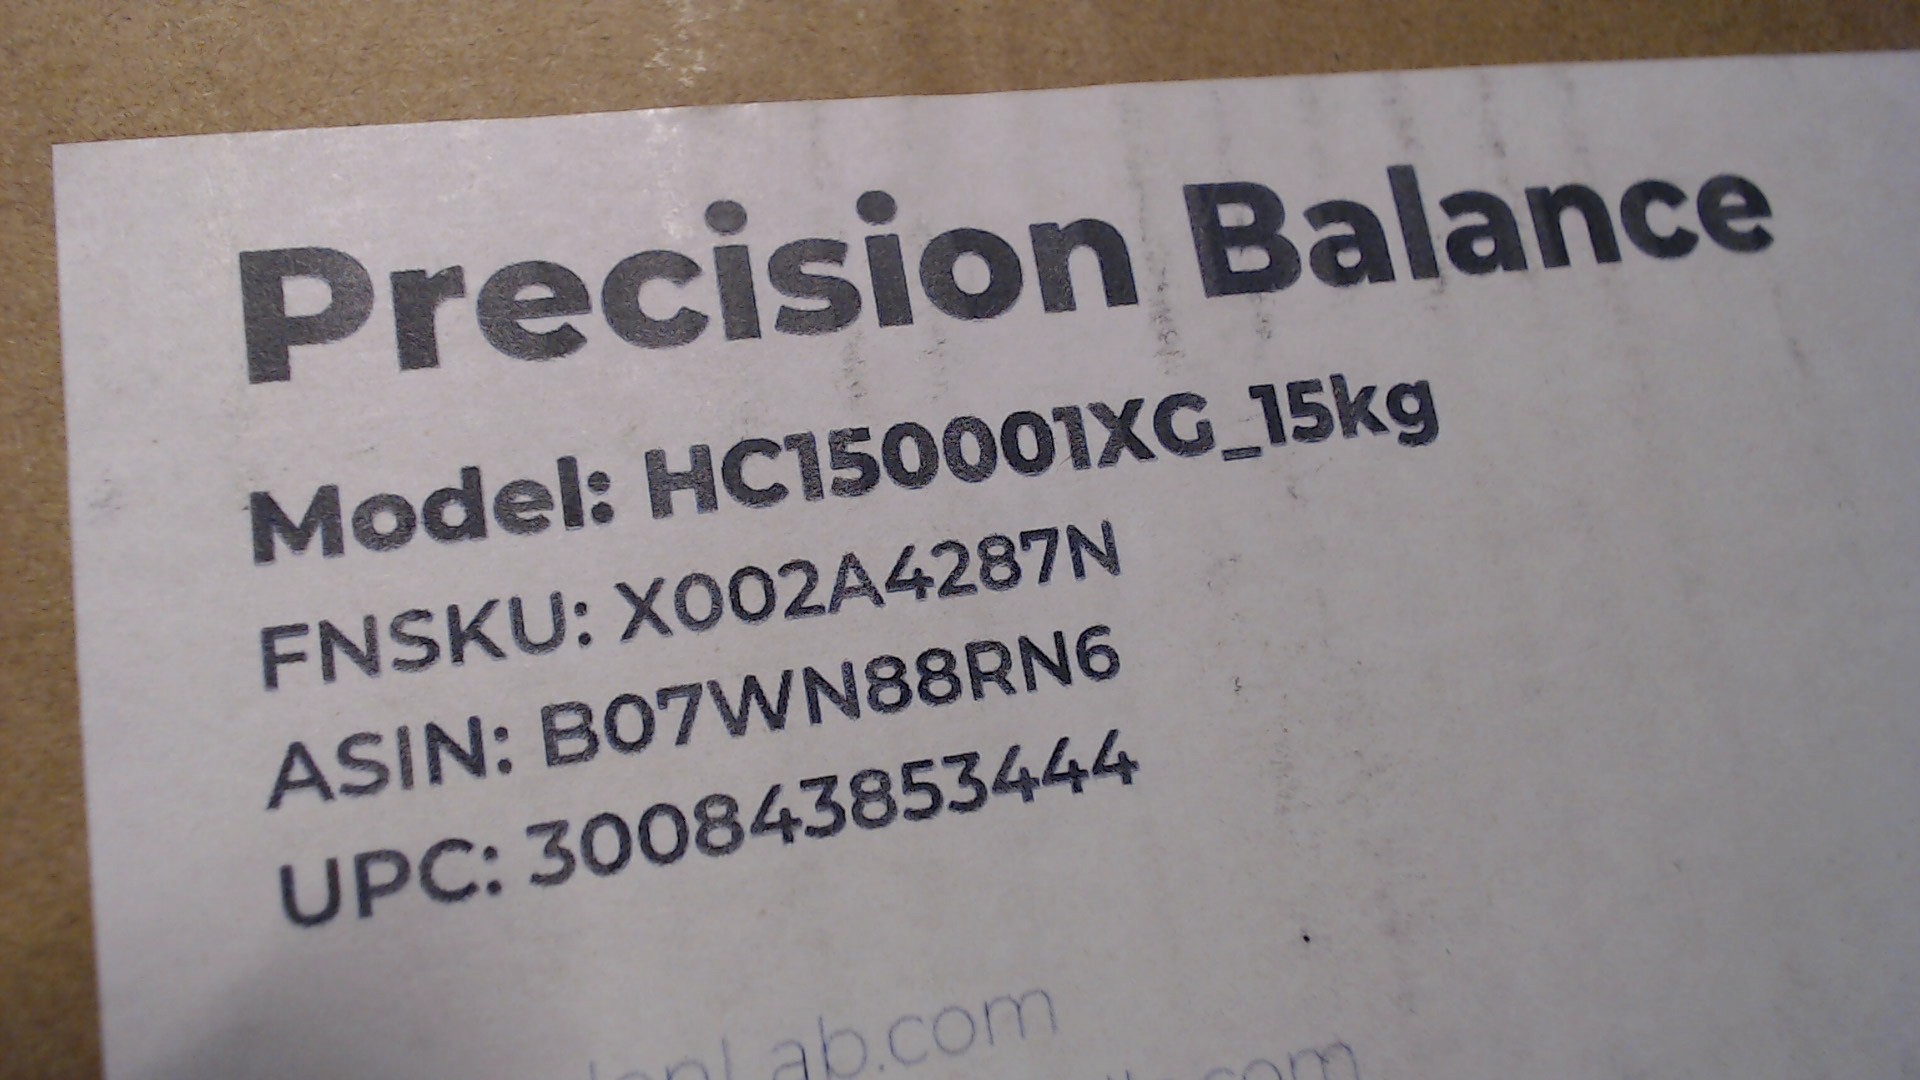 Precision Balance
Model: HC150001XG_15kg
FNSKU: X002A4287N
ASIN: B07WN88RN6
UPC: 300843853444